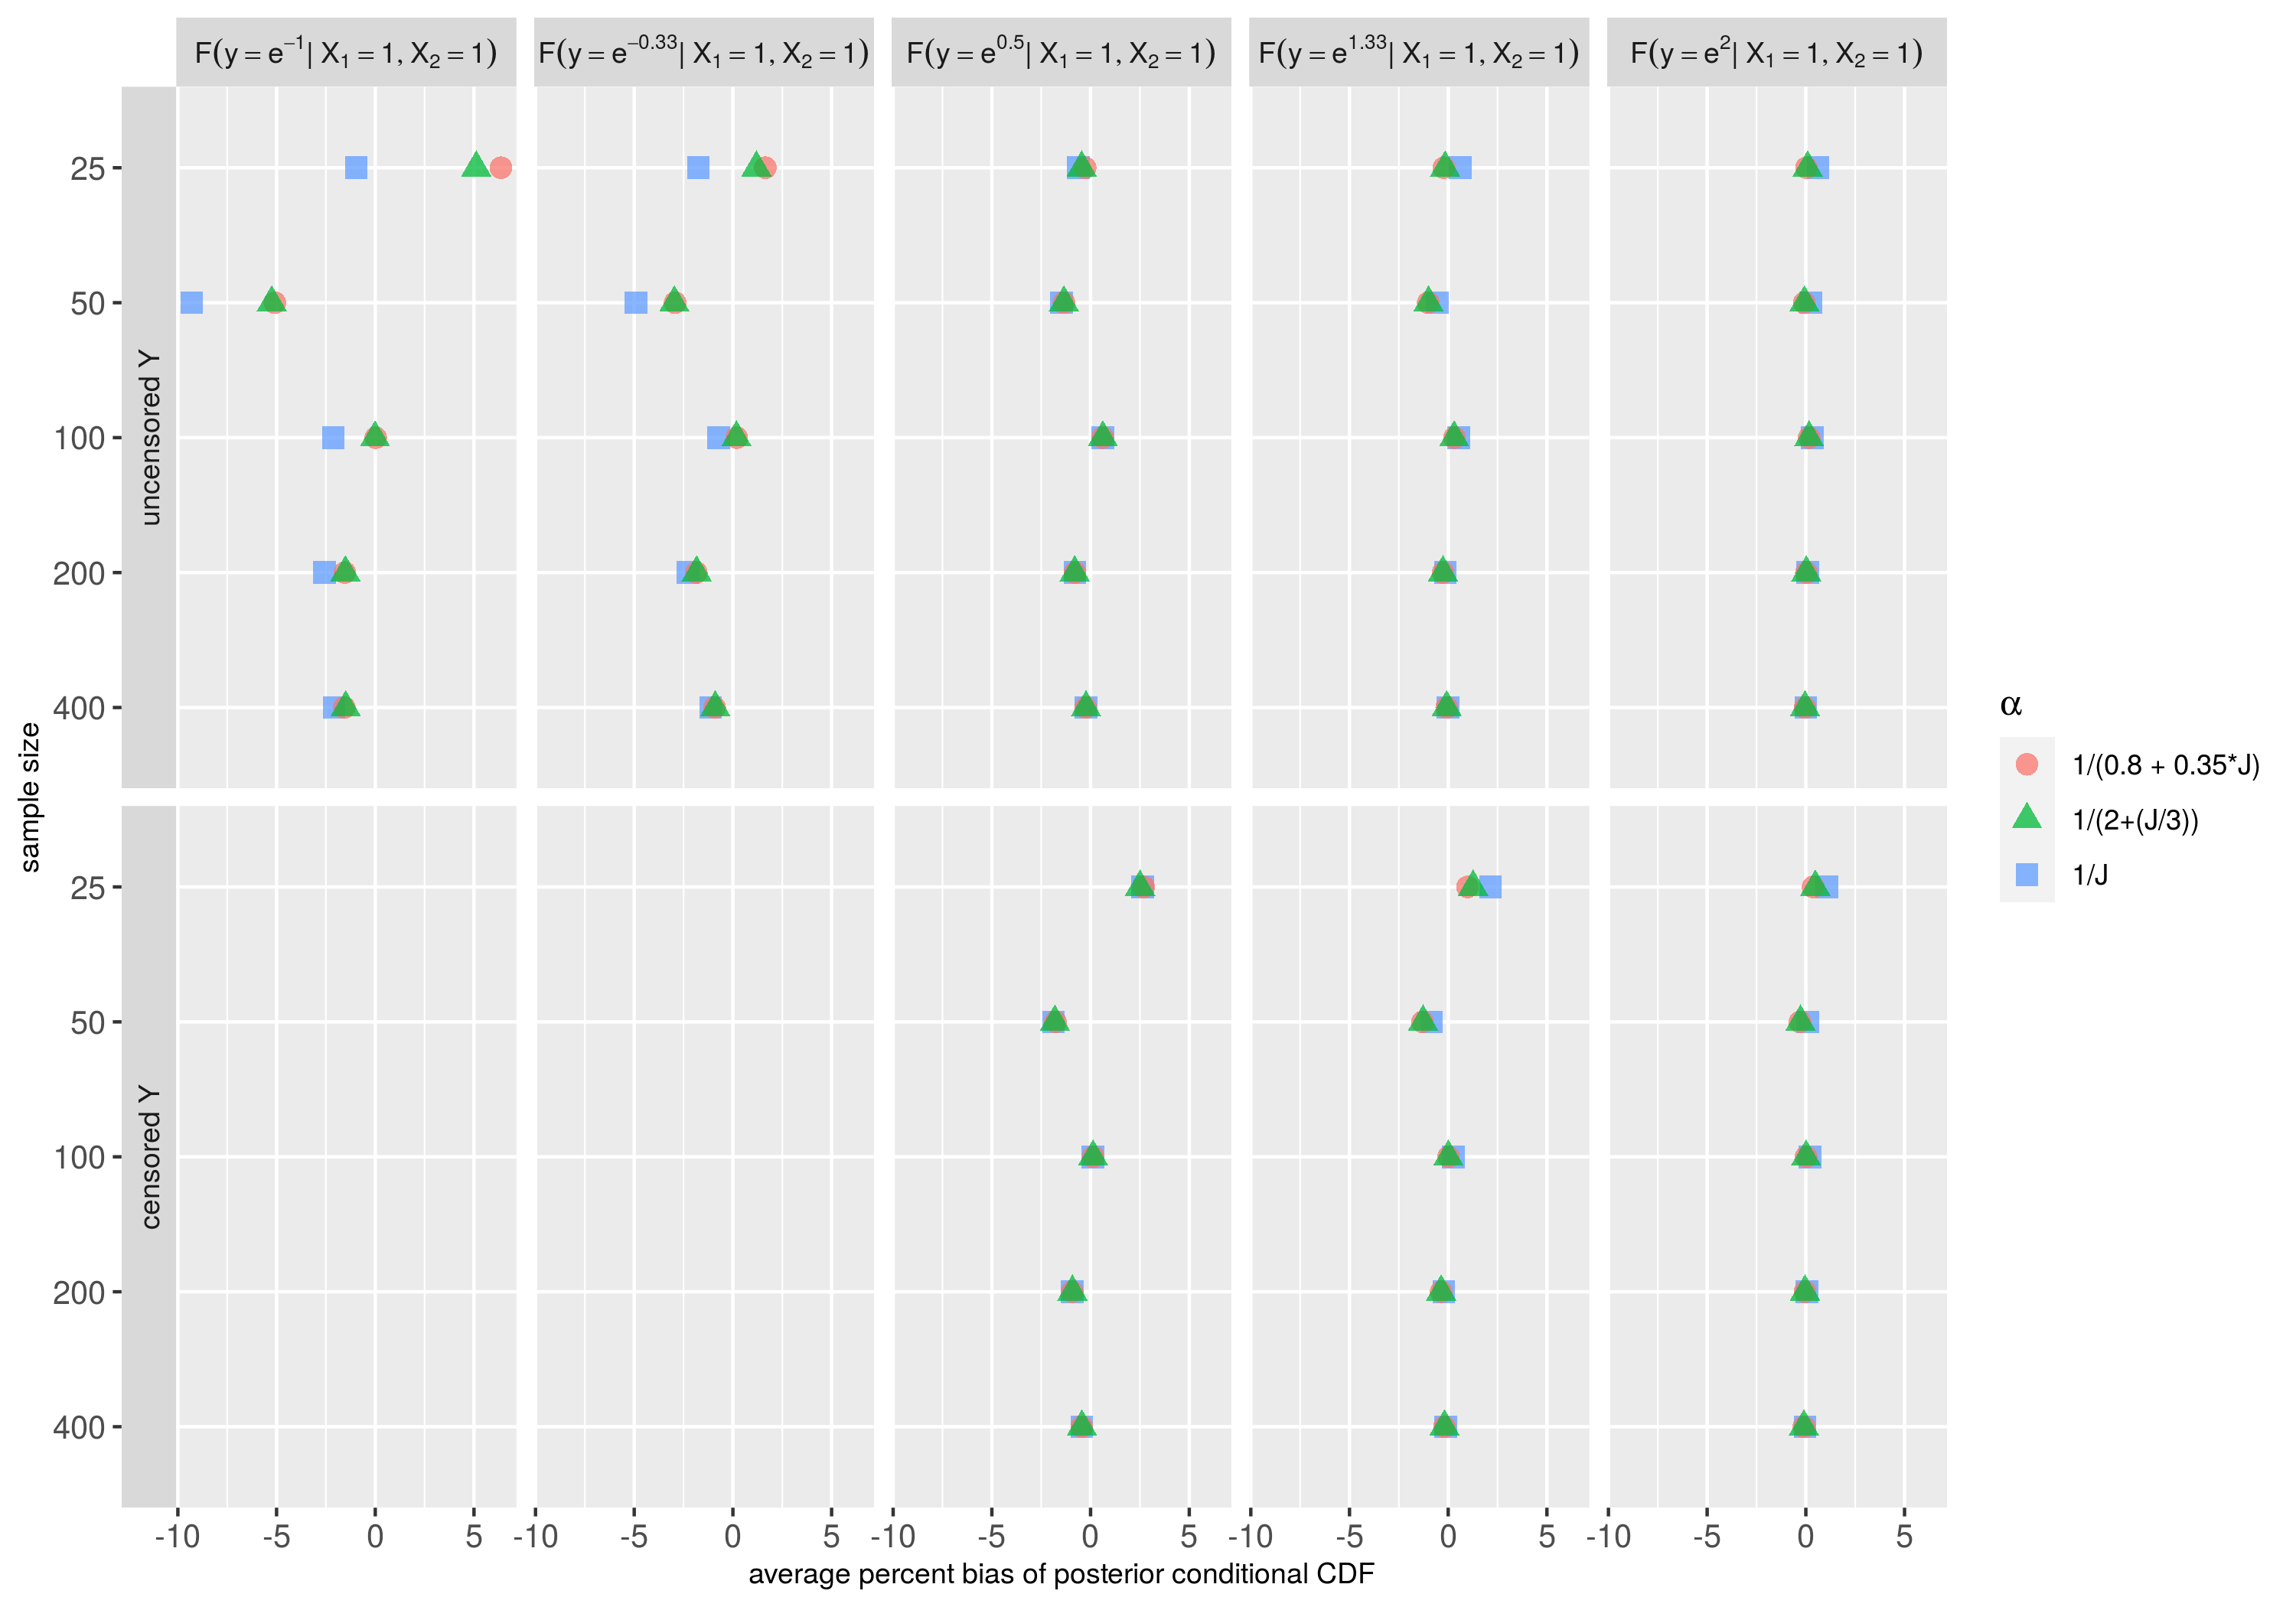 F(y = e⁻¹| X₁ = 1, X₂ = 1)
F(y = e⁻⁰·³³| X₁ = 1, X₂ = 1)
F(y = e⁰·⁵| X₁ = 1, X₂ = 1)
F(y = e¹·³³| X₁ = 1, X₂ = 1)
F(y = e²| X₁ = 1, X₂ = 1)
sample size
uncensored Y
25
50
100
200
400
censored Y
25
50
100
200
400
-10 -5 0 5
-10 -5 0 5
-10 -5 0 5
-10 -5 0 5
-10 -5 0 5
average percent bias of posterior conditional CDF
α
1/(0.8 + 0.35*J)
1/(2+(J/3))
1/J